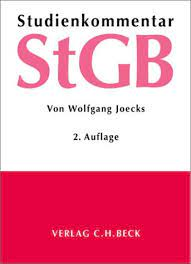 Studienkommentar
StGB
Von Wolfgang Joecks
2. Auflage
VERLAG C.H.BECK